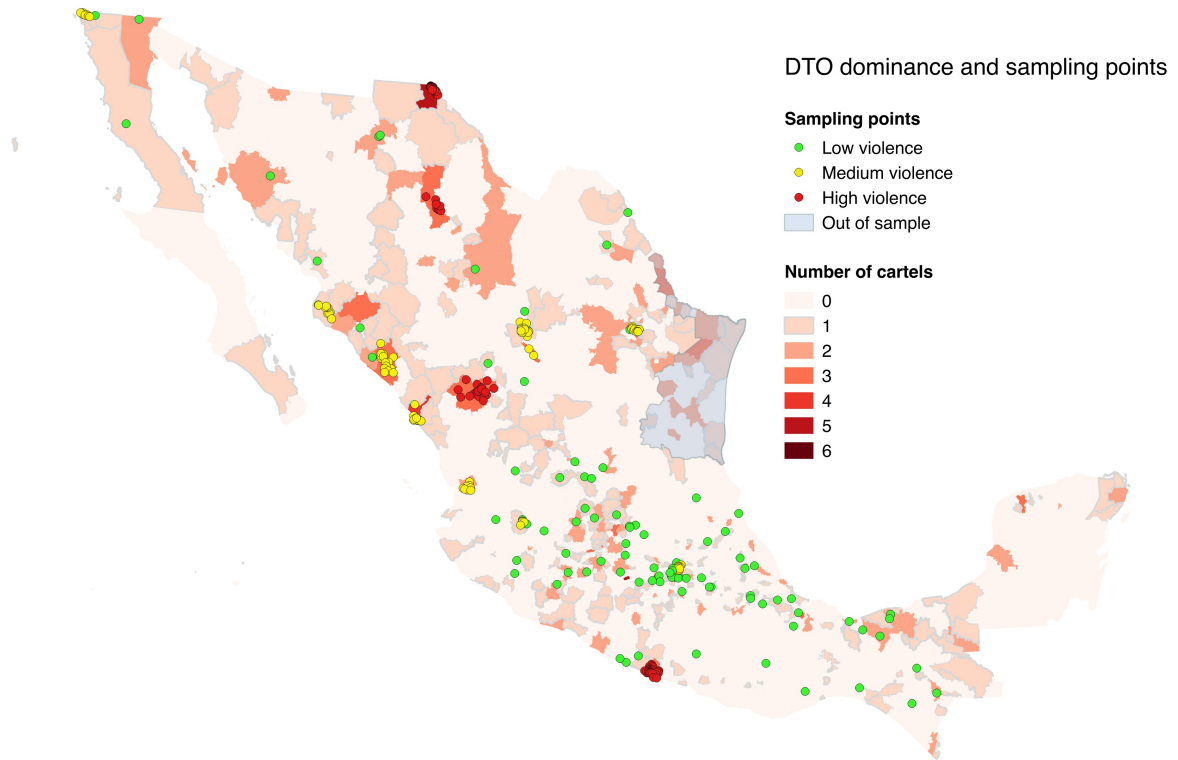 DTO dominance and sampling points
Sampling points
Low violence
Medium violence
High violence
Out of sample
Number of cartels
0
1
2
3
4
5
6